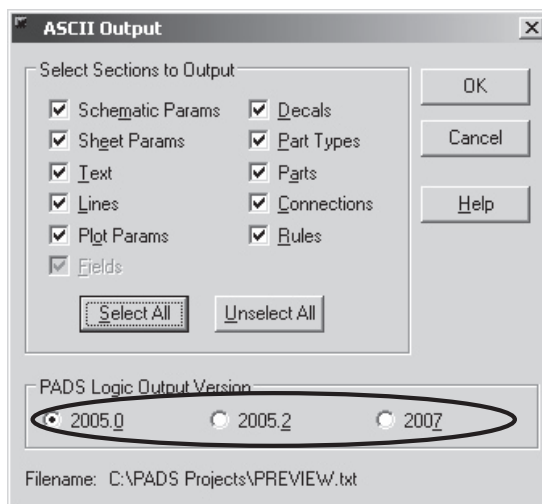 ASCII Output
Select Sections to Output
Schematic Params
Sheet Params
Text
Lines
Plot Params
Fields
Decals
Part Types
Parts
Connections
Rules
Select All
Unselect All
OK
Cancel
Help
PADS Logic Output Version
2005.0
2005.2
2007
Filename: C:\PADS Projects\PREVIEW.txt